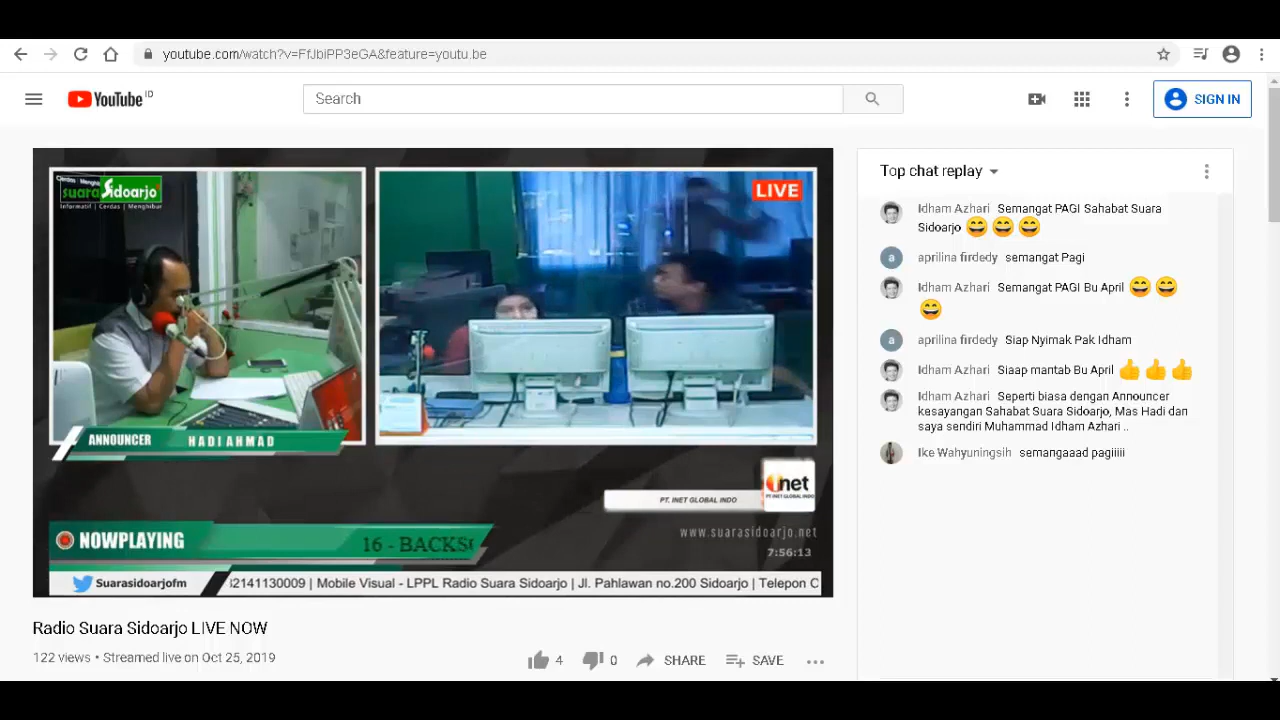 youtube.com/watch?v=FfJbiPP3eGA&feature=youtu.be
YouTube ID
Search
SIGN IN
suara Sidoarjo
Informatif | Cerdas | Menghibur
LIVE
ANNOUNCER HADI AHMAD
inet
PT. INET GLOBAL INDO
PT. INET GLOBAL INDO
www.suarasidoarjo.net
NOWPLAYING
16 - BACKS
7:56:13
Suarasidoarjofm
2141130009 | Mobile Visual - LPPL Radio Suara Sidoarjo | Jl. Pahlawan no.200 Sidoarjo | Telepon
Radio Suara Sidoarjo LIVE NOW
122 views • Streamed live on Oct 25, 2019
4
0
SHARE
SAVE
Top chat replay
Idham Azhari Semangat PAGI Sahabat Suara
Sidoarjo 😄😄😄
a
aprilina firdedy semangat Pagi
Idham Azhari Semangat PAGI Bu April 😄😄
😄
a
aprilina firdedy Siap Nyimak Pak Idham
Idham Azhari Siaap mantab Bu April 👍👍👍
Idham Azhari Seperti biasa dengan Announcer
kesayangan Sahabat Suara Sidoarjo, Mas Hadi dan
saya sendiri Muhammad Idham Azhari ..
Ike Wahyuningsih semangaaad pagiiiii